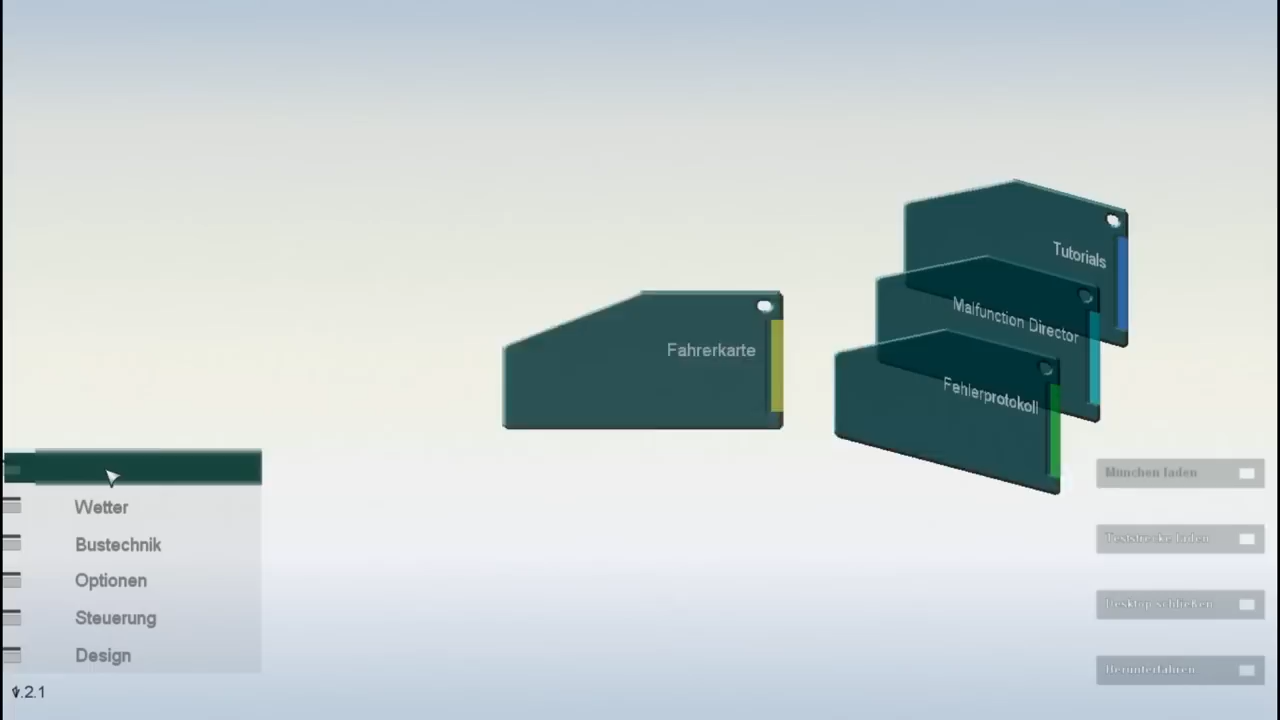 Tutorials
Malfunction Director
Fahrerkarte
Fehlerprotokoll
München laden
Wetter
Teststrecke laden
Bustechnik
Optionen
Desktop schließen
Steuerung
Design
Herunterfahren
V.2.1